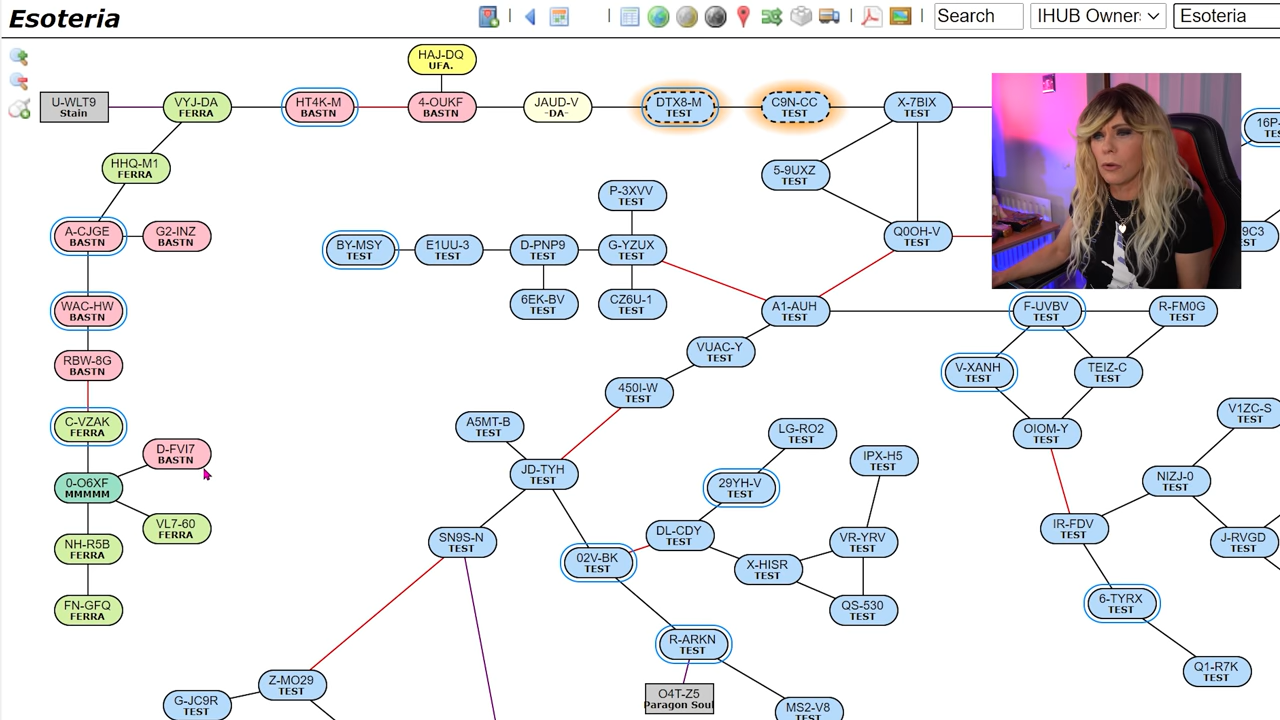 Esoteria
Search
IHUB Owner:
Esoteria
HAJ-DQ
UFA.
U-WLT9
Stain
VYJ-DA
FERRA
HT4K-M
BASTN
4-OUKF
BASTN
JAUD-V
-DA-
DTX8-M
TEST
C9N-CC
TEST
X-7BIX
TEST
16P-
HHQ-M1
FERRA
5-9UXZ
TEST
P-3XVV
TEST
A-CJGE
BASTN
G2-INZ
BASTN
BY-MSY
TEST
E1UU-3
TEST
D-PNP9
TEST
G-YZUX
TEST
Q0OH-V
TEST
9C3
WAC-HW
BASTN
6EK-BV
TEST
CZ6U-1
TEST
A1-AUH
TEST
F-UVBV
TEST
R-FM0G
TEST
RBW-8G
BASTN
VUAC-Y
TEST
V-XANH
TEST
TEIZ-C
TEST
450I-W
TEST
C-VZAK
FERRA
A5MT-B
TEST
LG-RO2
TEST
OIOM-Y
TEST
V1ZC-S
TEST
D-FVI7
BASTN
IPX-H5
TEST
0-O6XF
MMMMM
JD-TYH
TEST
29YH-V
TEST
NIZJ-0
TEST
VL7-60
FERRA
NH-R5B
FERRA
SN9S-N
TEST
DL-CDY
TEST
VR-YRV
TEST
IR-FDV
TEST
J-RVGD
TEST
02V-BK
TEST
X-HISR
TEST
FN-GFQ
FERRA
QS-530
TEST
6-TYRX
TEST
R-ARKN
TEST
Z-MO29
TEST
Q1-R7K
TEST
G-JC9R
TEST
O4T-Z5
Paragon Soul
MS2-V8
TEST